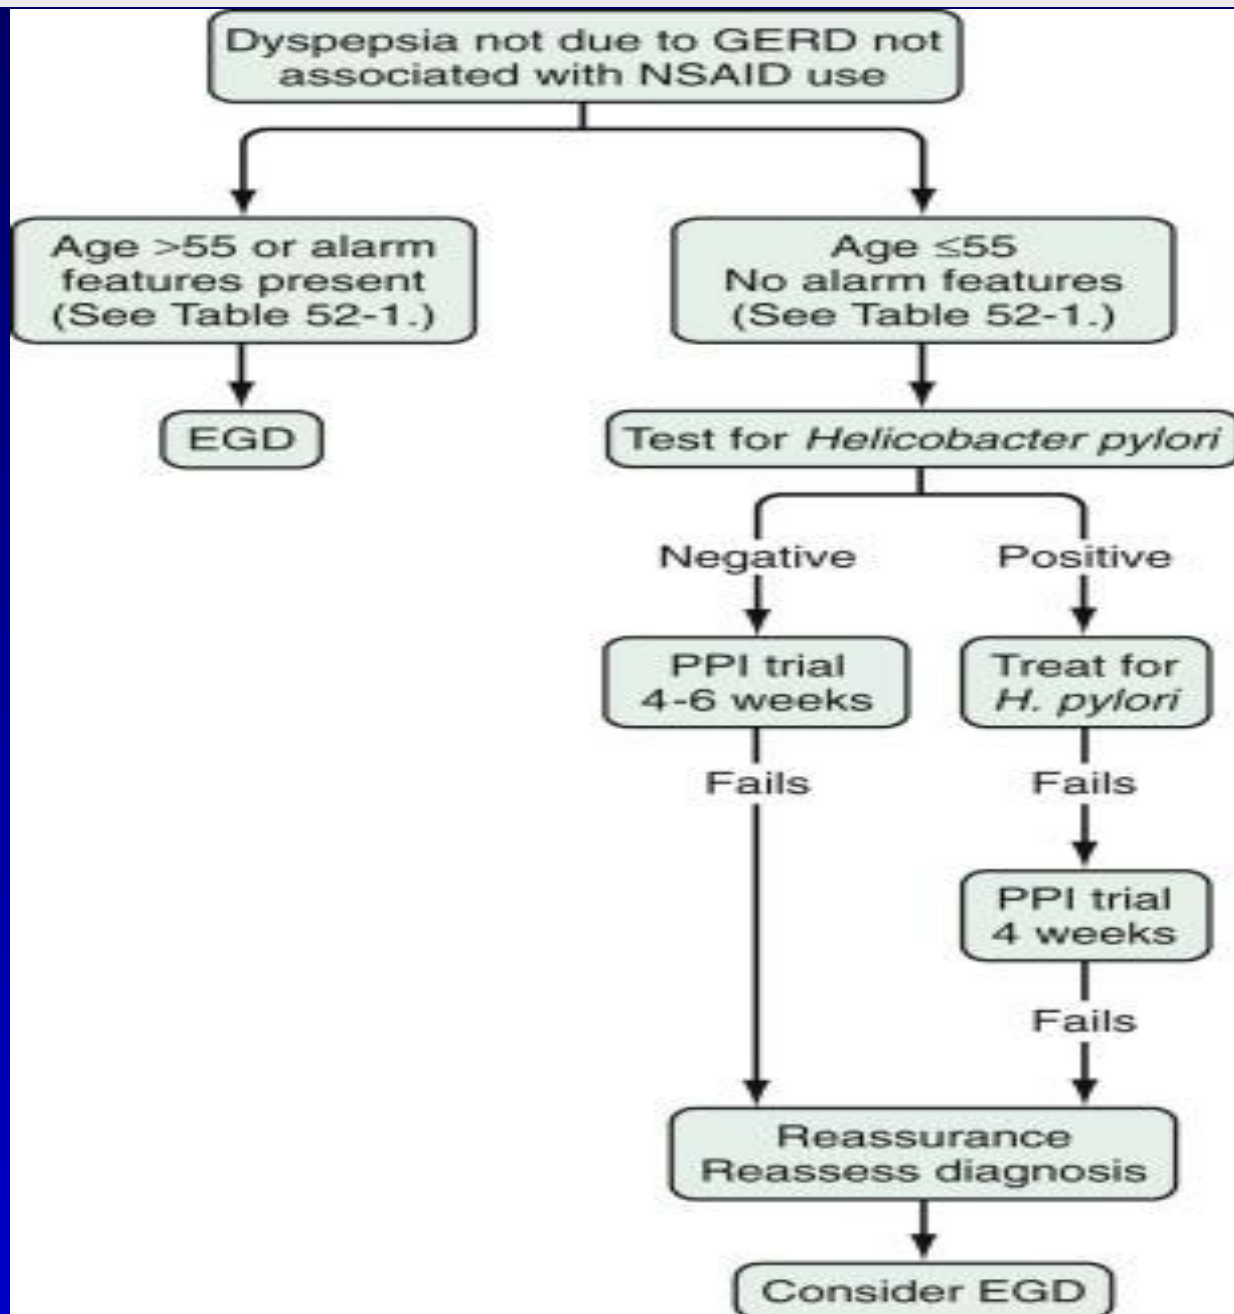 Dyspepsia not due to GERD not
associated with NSAID use
Age >55 or alarm
features present
(See Table 52-1.)
Age ≤55
No alarm features
(See Table 52-1.)
EGD
Test for Helicobacter pylori
Negative
Positive
PPI trial
4-6 weeks
Treat for
H. pylori
Fails
Fails
PPI trial
4 weeks
Fails
Reassurance
Reassess diagnosis
Consider EGD